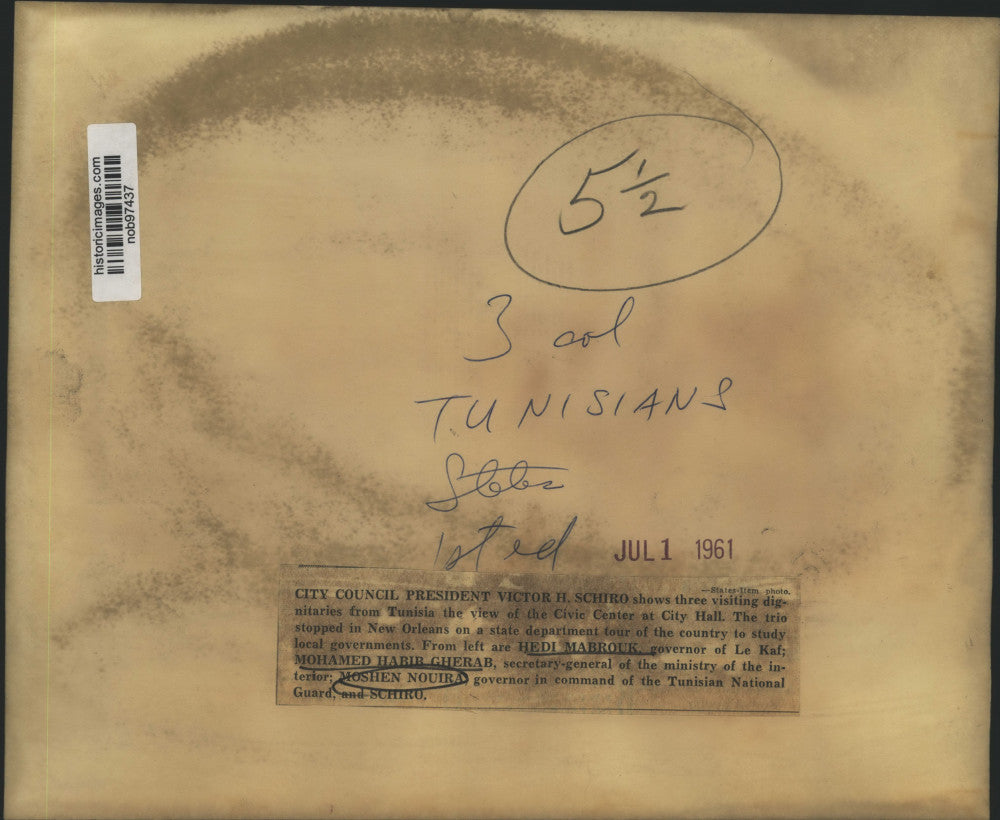 historicimages.com
nob97437
5 1/2
3 col
TUNISIANS
States
1st ed
JUL 1 1961
—States-Item photo.
CITY COUNCIL PRESIDENT VICTOR H. SCHIRO shows three visiting dig-
nitaries from Tunisia the view of the Civic Center at City Hall. The trio
stopped in New Orleans on a state department tour of the country to study
local governments. From left are HEDI MABROUK, governor of Le Kaf;
MOHAMED HABIB GHERAB, secretary-general of the ministry of the in-
terior; MOSHEN NOUIRA, governor in command of the Tunisian National
Guard, and SCHIRO.